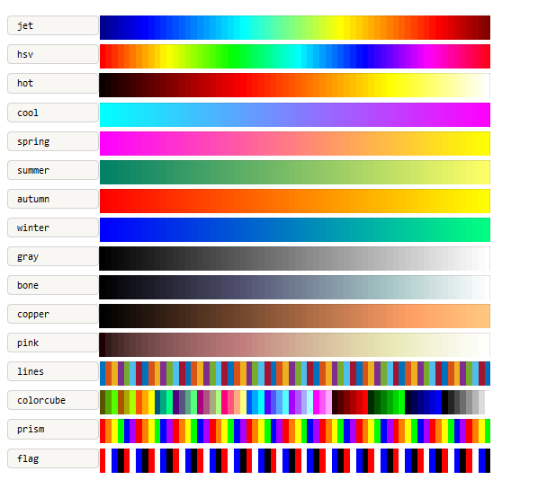 jet
hsv
hot
cool
spring
summer
autumn
winter
gray
bone
copper
pink
lines
colorcube
prism
flag